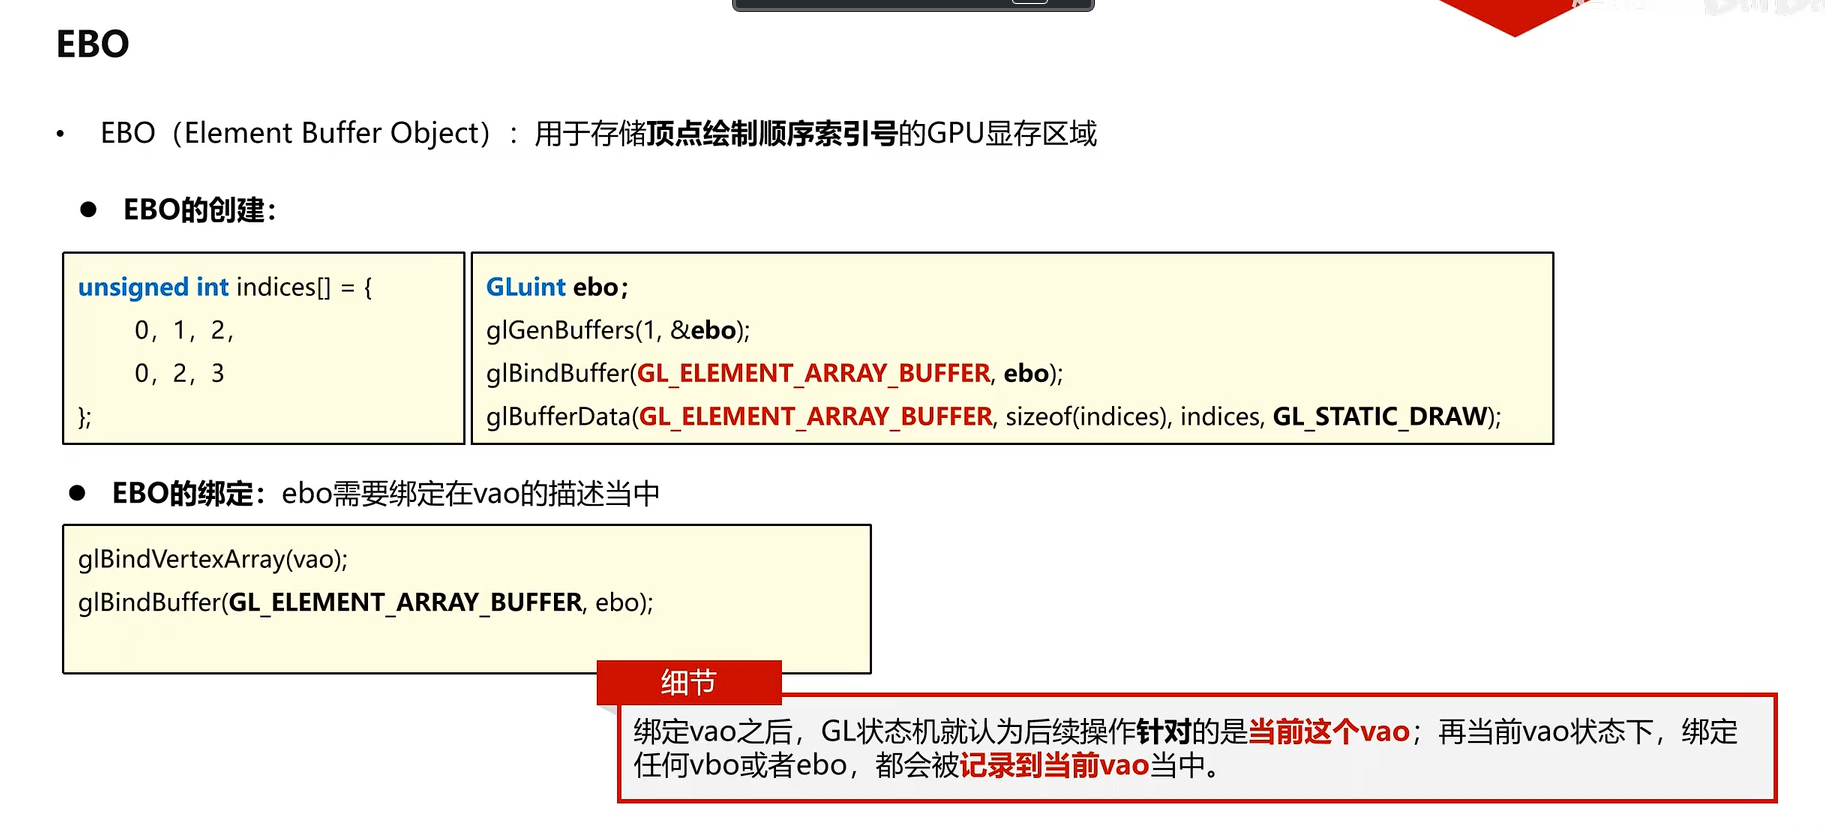 EBO
• EBO（Element Buffer Object）：用于存储顶点绘制顺序索引号的GPU显存区域
● EBO的创建：
unsigned int indices[] = {
0，1，2，
0，2，3
};
GLuint ebo；
glGenBuffers(1, &ebo);
glBindBuffer(GL_ELEMENT_ARRAY_BUFFER, ebo);
glBufferData(GL_ELEMENT_ARRAY_BUFFER, sizeof(indices), indices, GL_STATIC_DRAW);
● EBO的绑定：ebo需要绑定在vao的描述当中
glBindVertexArray(vao);
glBindBuffer(GL_ELEMENT_ARRAY_BUFFER, ebo);
细节
绑定vao之后，GL状态机就认为后续操作针对的是当前这个vao；再当前vao状态下，绑定
任何vbo或者ebo，都会被记录到当前vao当中。